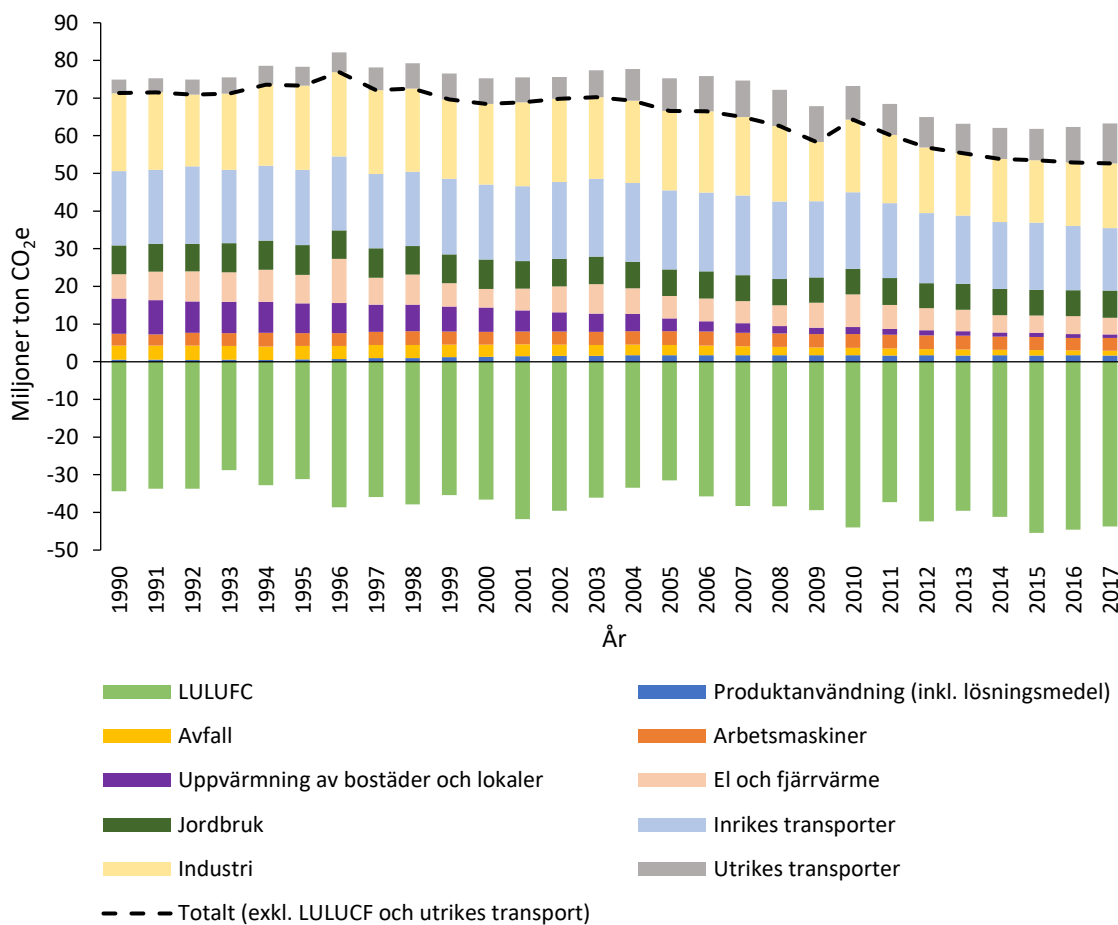 90
80
70
60
50
40
30
20
10
0
-10
-20
-30
-40
-50
Miljoner ton CO₂e
1990 1991 1992 1993 1994 1995 1996 1997 1998 1999 2000 2001 2002 2003 2004 2005 2006 2007 2008 2009 2010 2011 2012 2013 2014 2015 2016 2017
År
LULUFC
Produktanvändning (inkl. lösningsmedel)
Avfall
Arbetsmaskiner
Uppvärmning av bostäder och lokaler
El och fjärrvärme
Jordbruk
Inrikes transporter
Industri
Utrikes transporter
Totalt (exkl. LULUCF och utrikes transport)